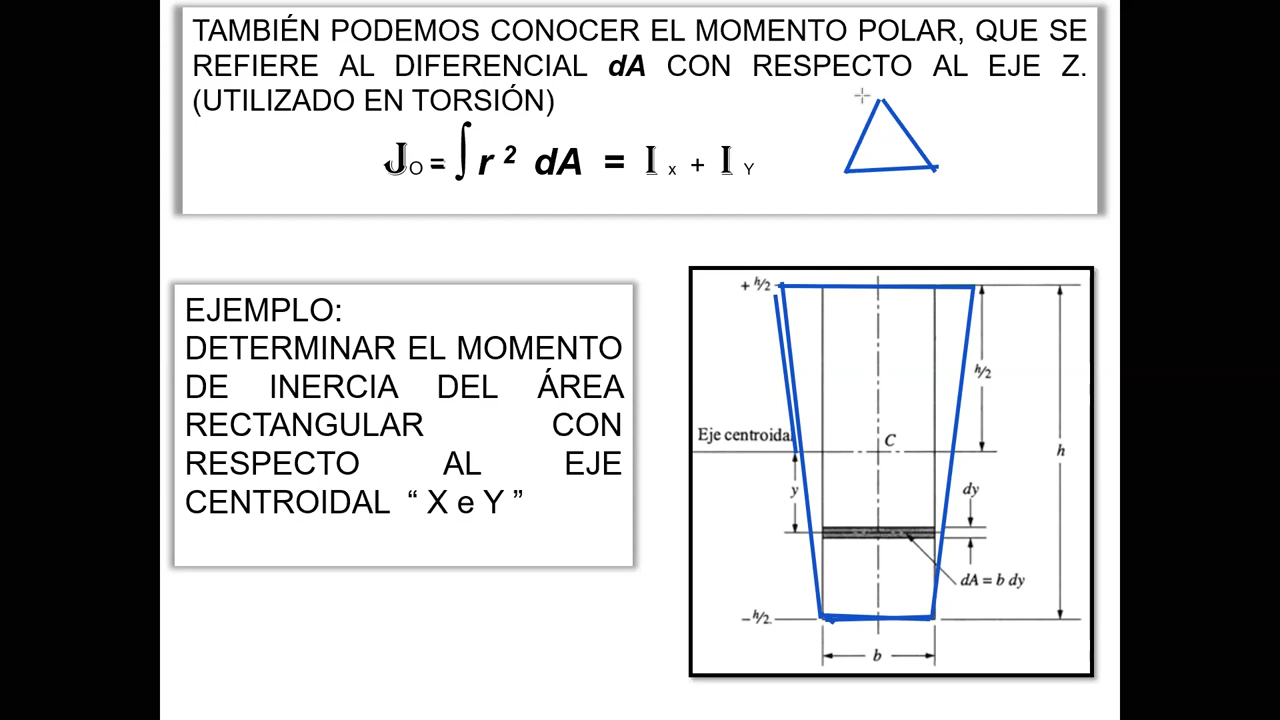 TAMBIÉN PODEMOS CONOCER EL MOMENTO POLAR, QUE SE
REFIERE AL DIFERENCIAL dA CON RESPECTO AL EJE Z.
(UTILIZADO EN TORSIÓN)
J₀ = ∫ r ² dA = I x + I Y
EJEMPLO:
DETERMINAR EL MOMENTO
DE INERCIA DEL ÁREA
RECTANGULAR CON
RESPECTO AL EJE
CENTROIDAL “ X e Y ”
+ h/2
h/2
Eje centroidal
C
h
y
dy
dA = b dy
– h/2
b